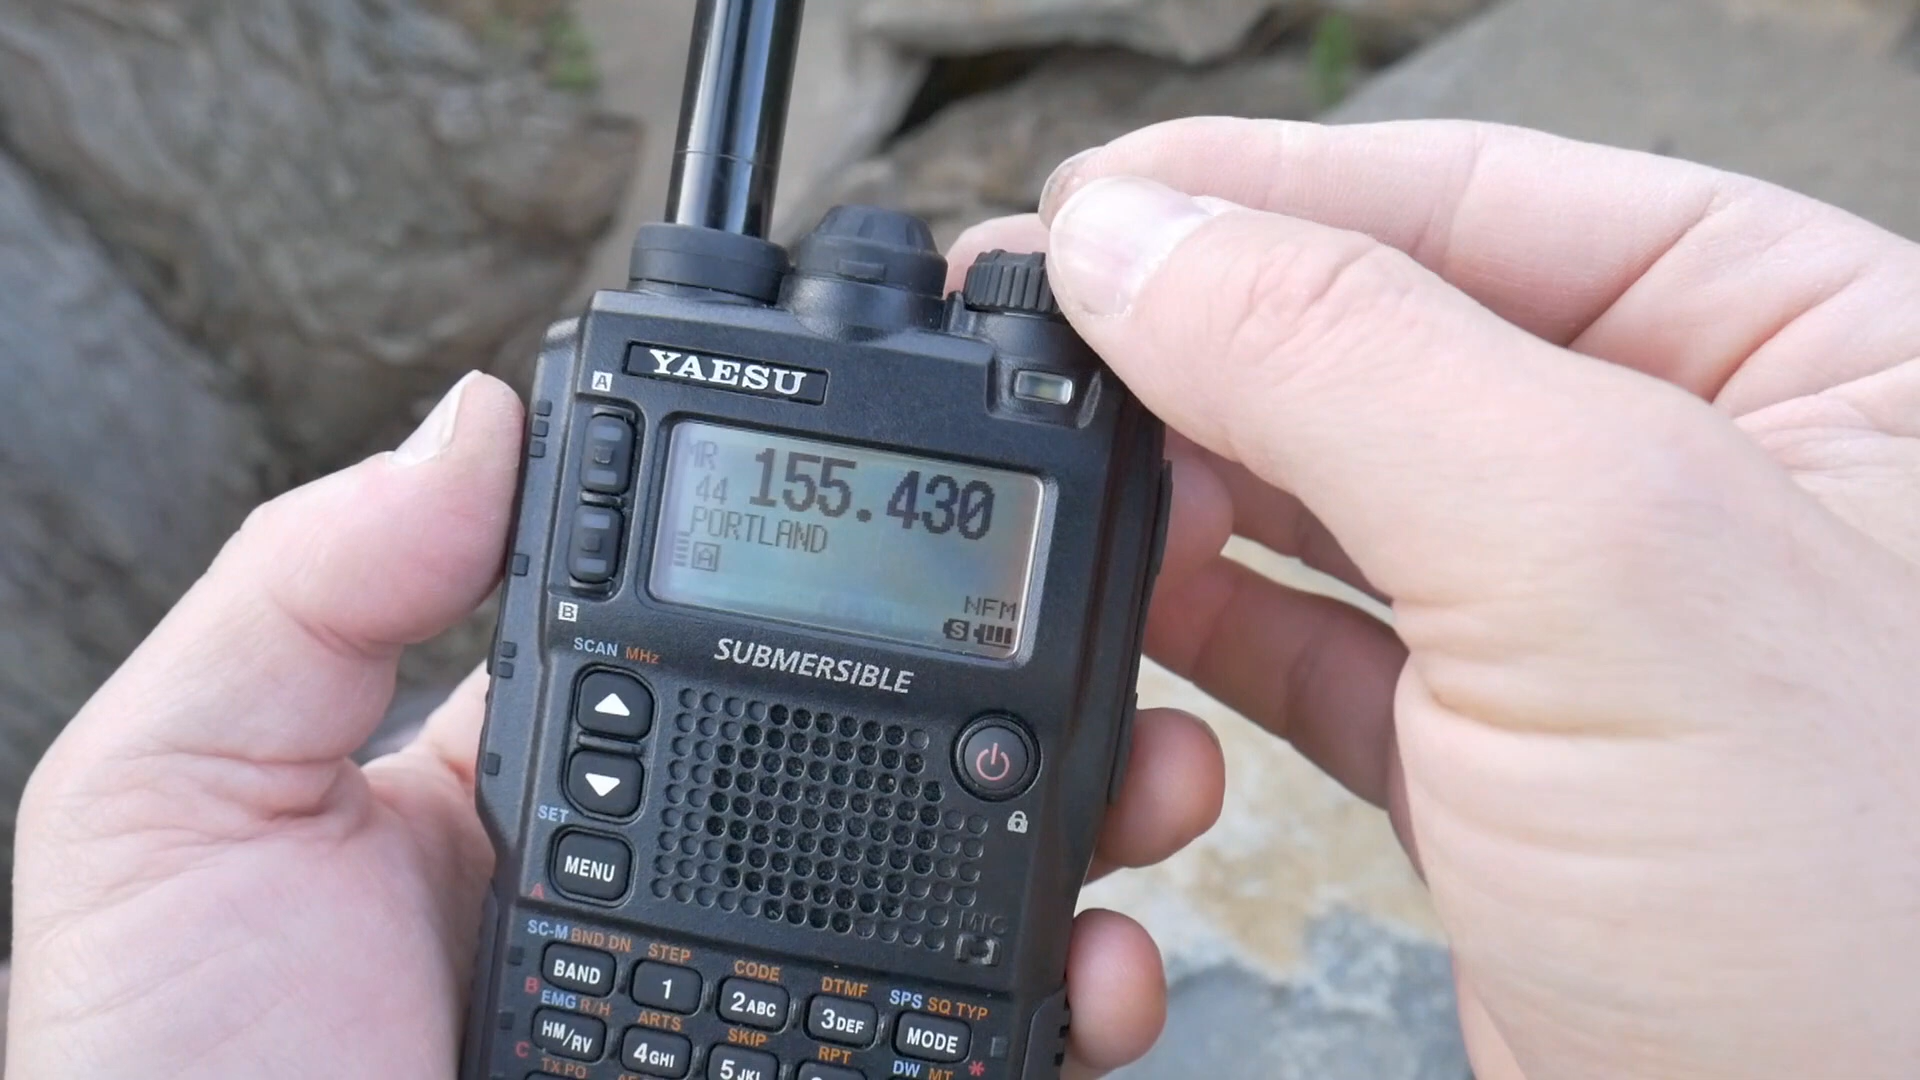 YAESU
A
MR 155.430
44
PORTLAND
A
NFM
S
B
SUBMERSIBLE
SCAN MHz
SET
MENU
A
MIC
SC-M BND DN STEP CODE DTMF SPS SQ TYP
BAND 1 2ABC 3DEF MODE
B EMG R/H ARTS SKIP RPT DW MT *
HM/RV 4GHI 5JKL
C TX PO